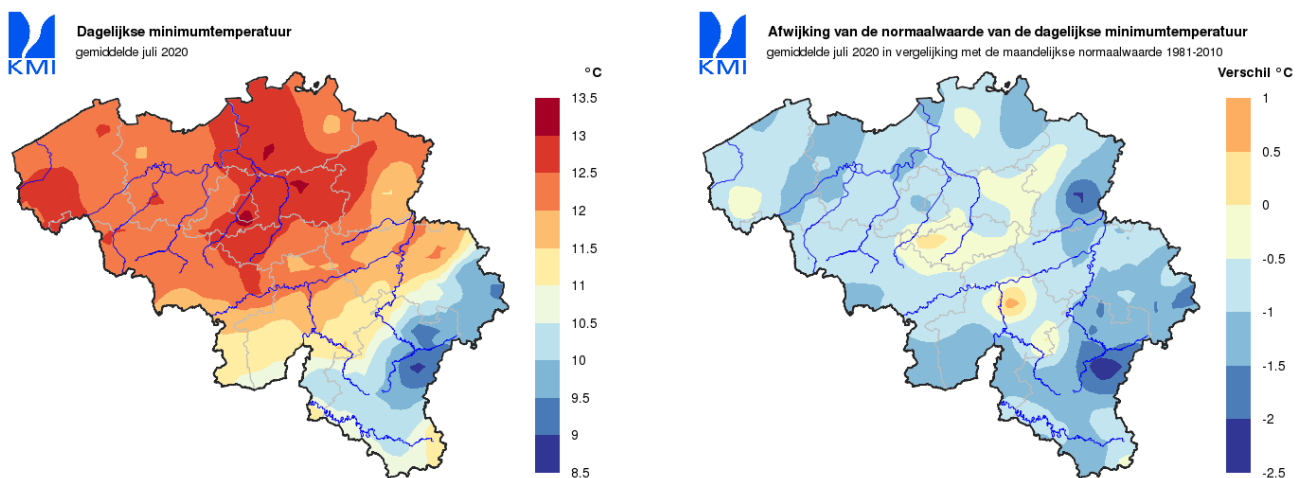 KMI
Dagelijkse minimumtemperatuur
gemiddelde juli 2020
°C
13.5
13
12.5
12
11.5
11
10.5
10
9.5
9
8.5
KMI
Afwijking van de normaalwaarde van de dagelijkse minimumtemperatuur
gemiddelde juli 2020 in vergelijking met de maandelijkse normaalwaarde 1981-2010
Verschil °C
1
0.5
0
-0.5
-1
-1.5
-2
-2.5